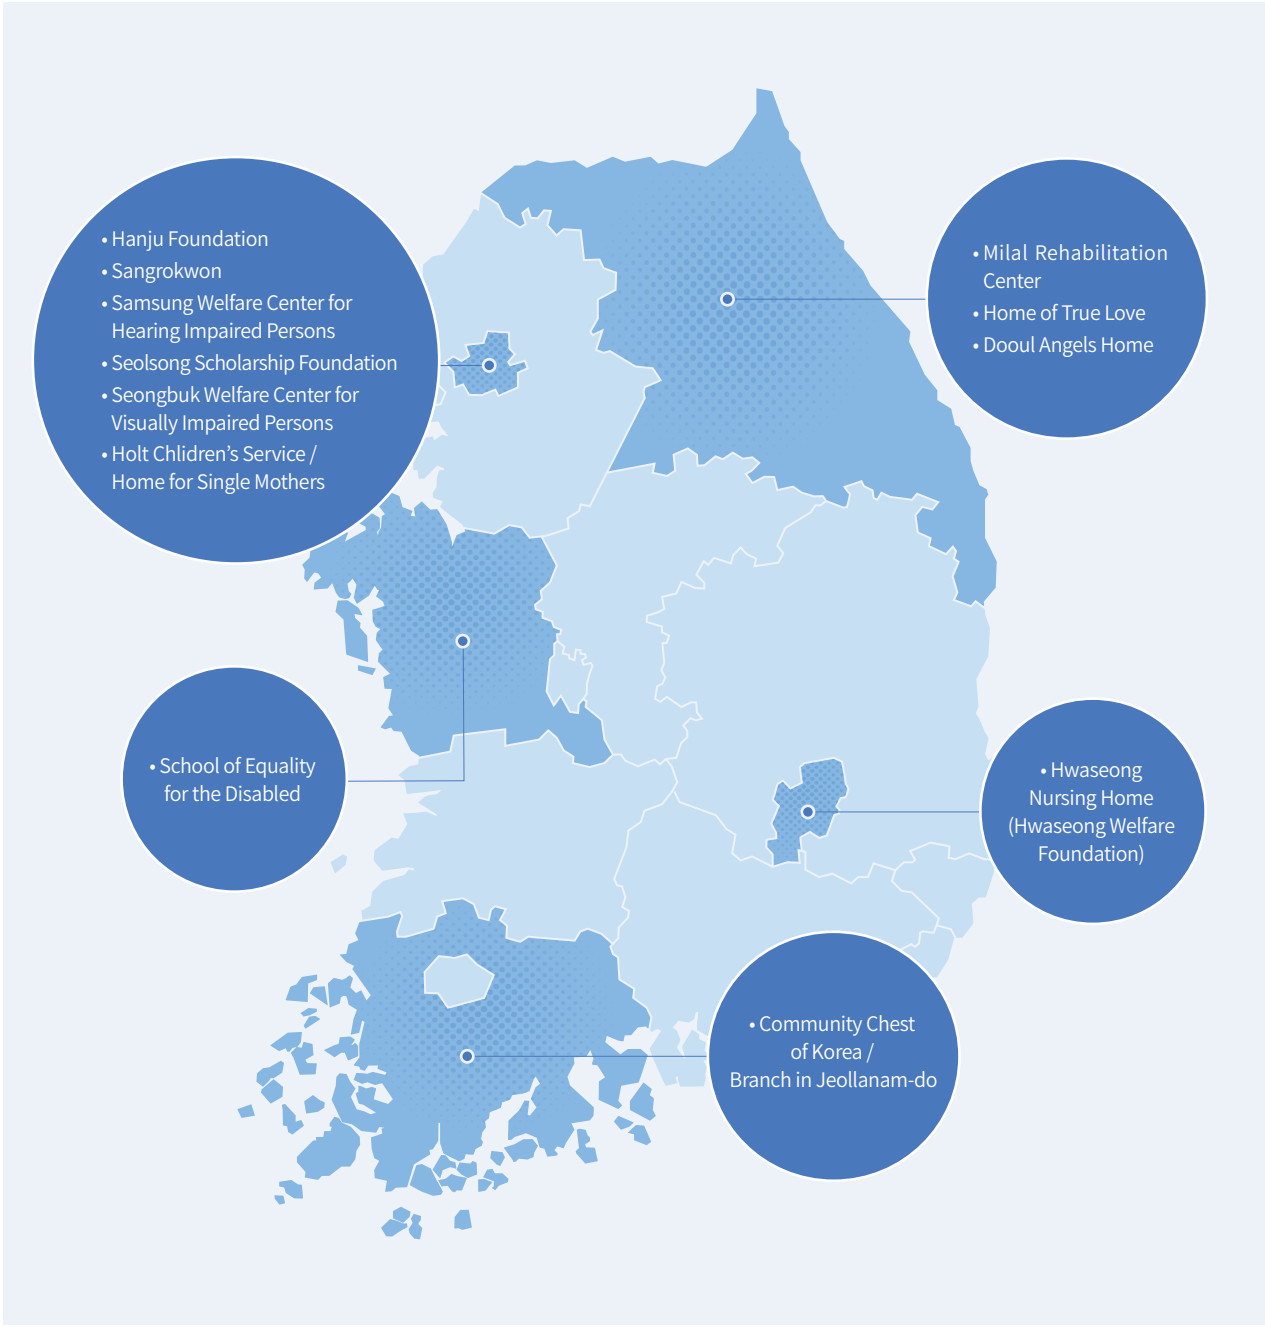 • Hanju Foundation
• Sangrokwon
• Samsung Welfare Center for
Hearing Impaired Persons
• Seolsong Scholarship Foundation
• Seongbuk Welfare Center for
Visually Impaired Persons
• Holt Chlidren’s Service /
Home for Single Mothers
• Milal Rehabilitation
Center
• Home of True Love
• Dooul Angels Home
• School of Equality
for the Disabled
• Hwaseong
Nursing Home
(Hwaseong Welfare
Foundation)
• Community Chest
of Korea /
Branch in Jeollanam-do